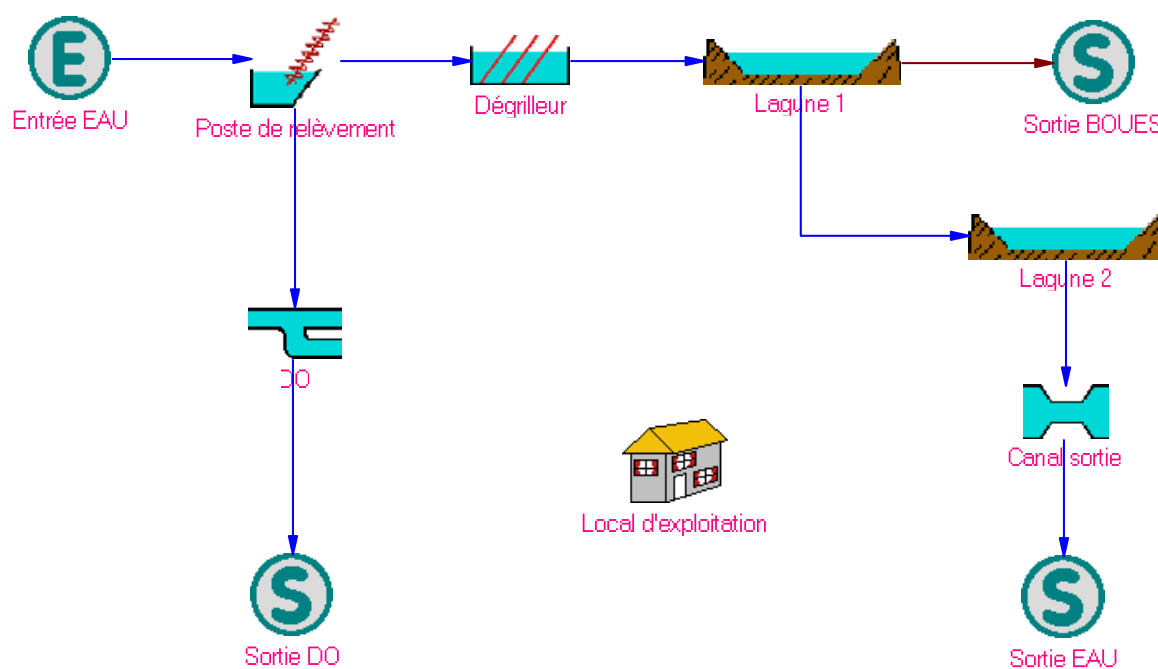 E
S
Entrée EAU
Poste de relèvement
Dégrilleur
Lagune 1
Sortie BOUES
Lagune 2
DO
Canal sortie
Local d'exploitation
S
S
Sortie DO
Sortie EAU